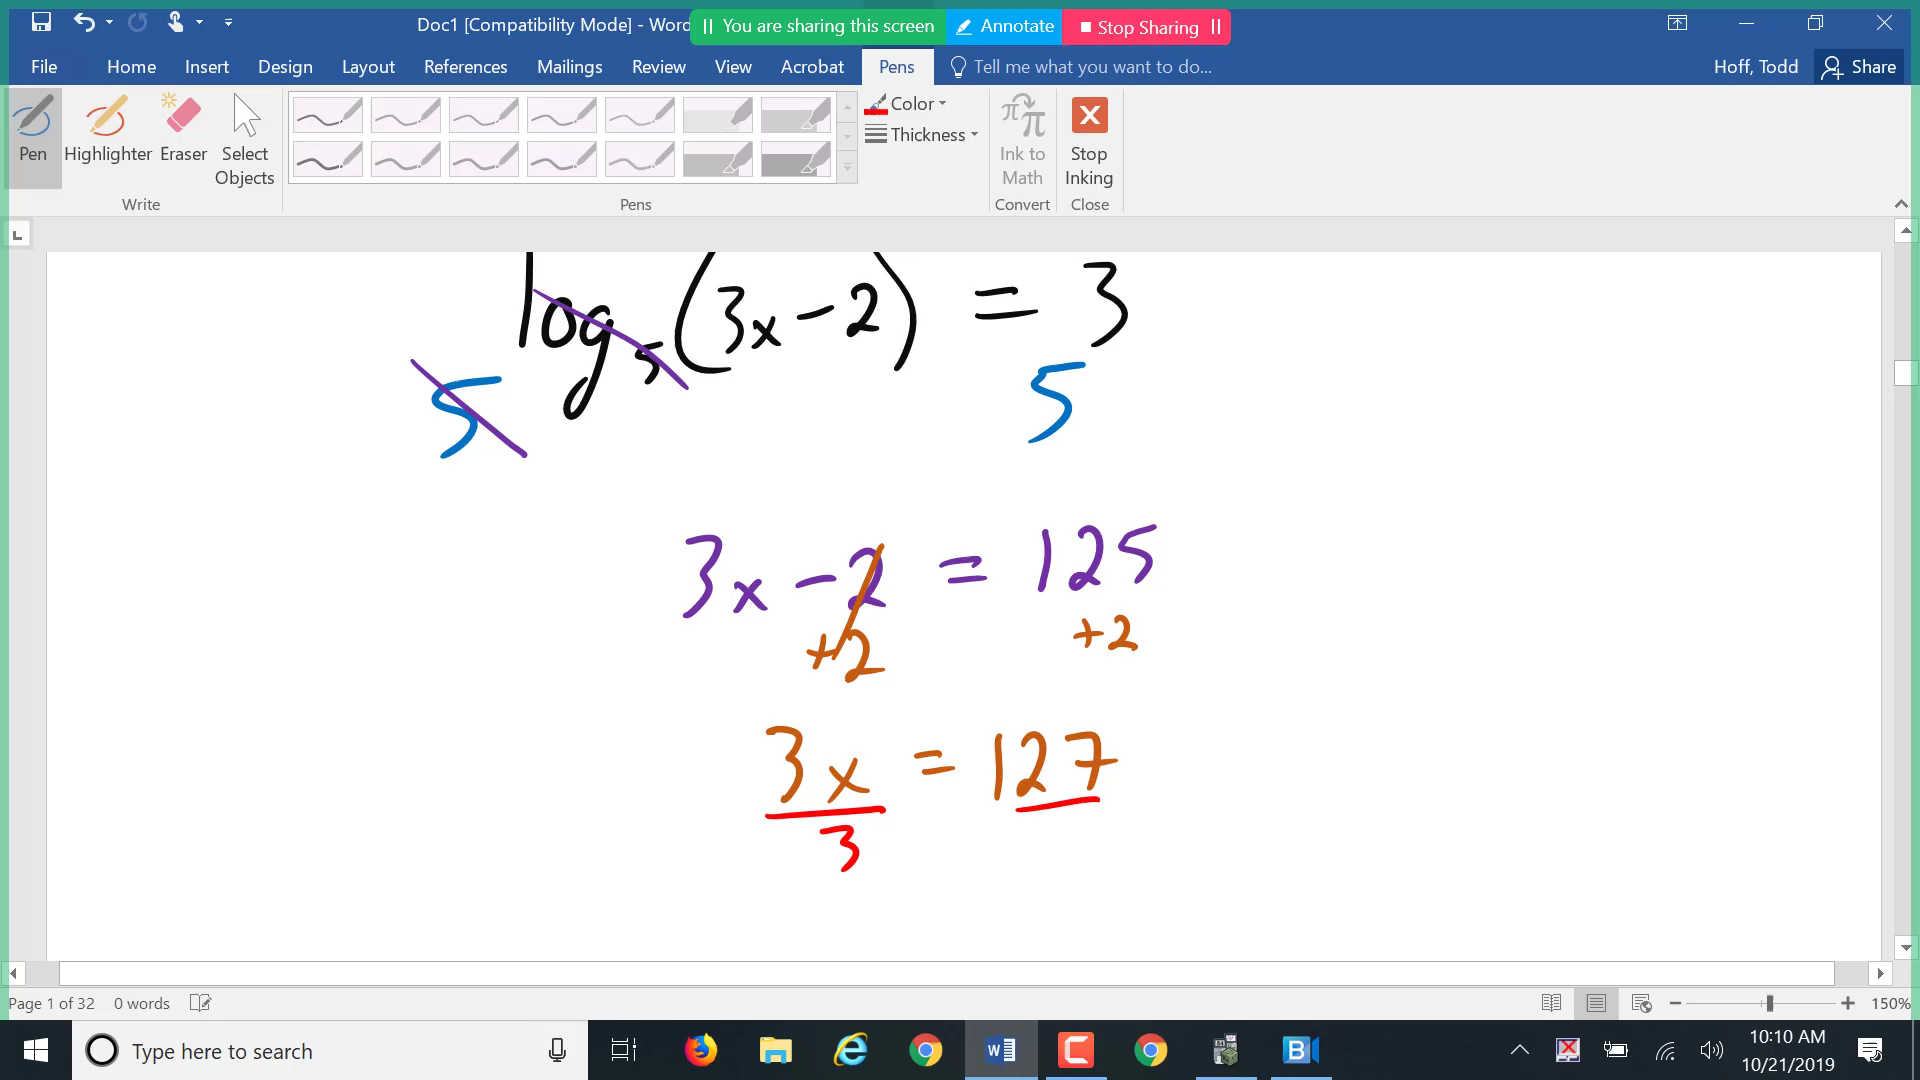 Doc1 [Compatibility Mode] - Word
You are sharing this screen
Annotate
Stop Sharing
File Home Insert Design Layout References Mailings Review View Acrobat Pens Tell me what you want to do... Hoff, Todd Share
Pen Highlighter Eraser Select Objects
Color
Thickness
Ink to Math
Stop Inking
Write Pens Convert Close
log₅(3x-2) = 3
5 5
3x-2 = 125
+2 +2
3x = 127
3
Page 1 of 32 0 words 150%
Type here to search
10:10 AM
10/21/2019